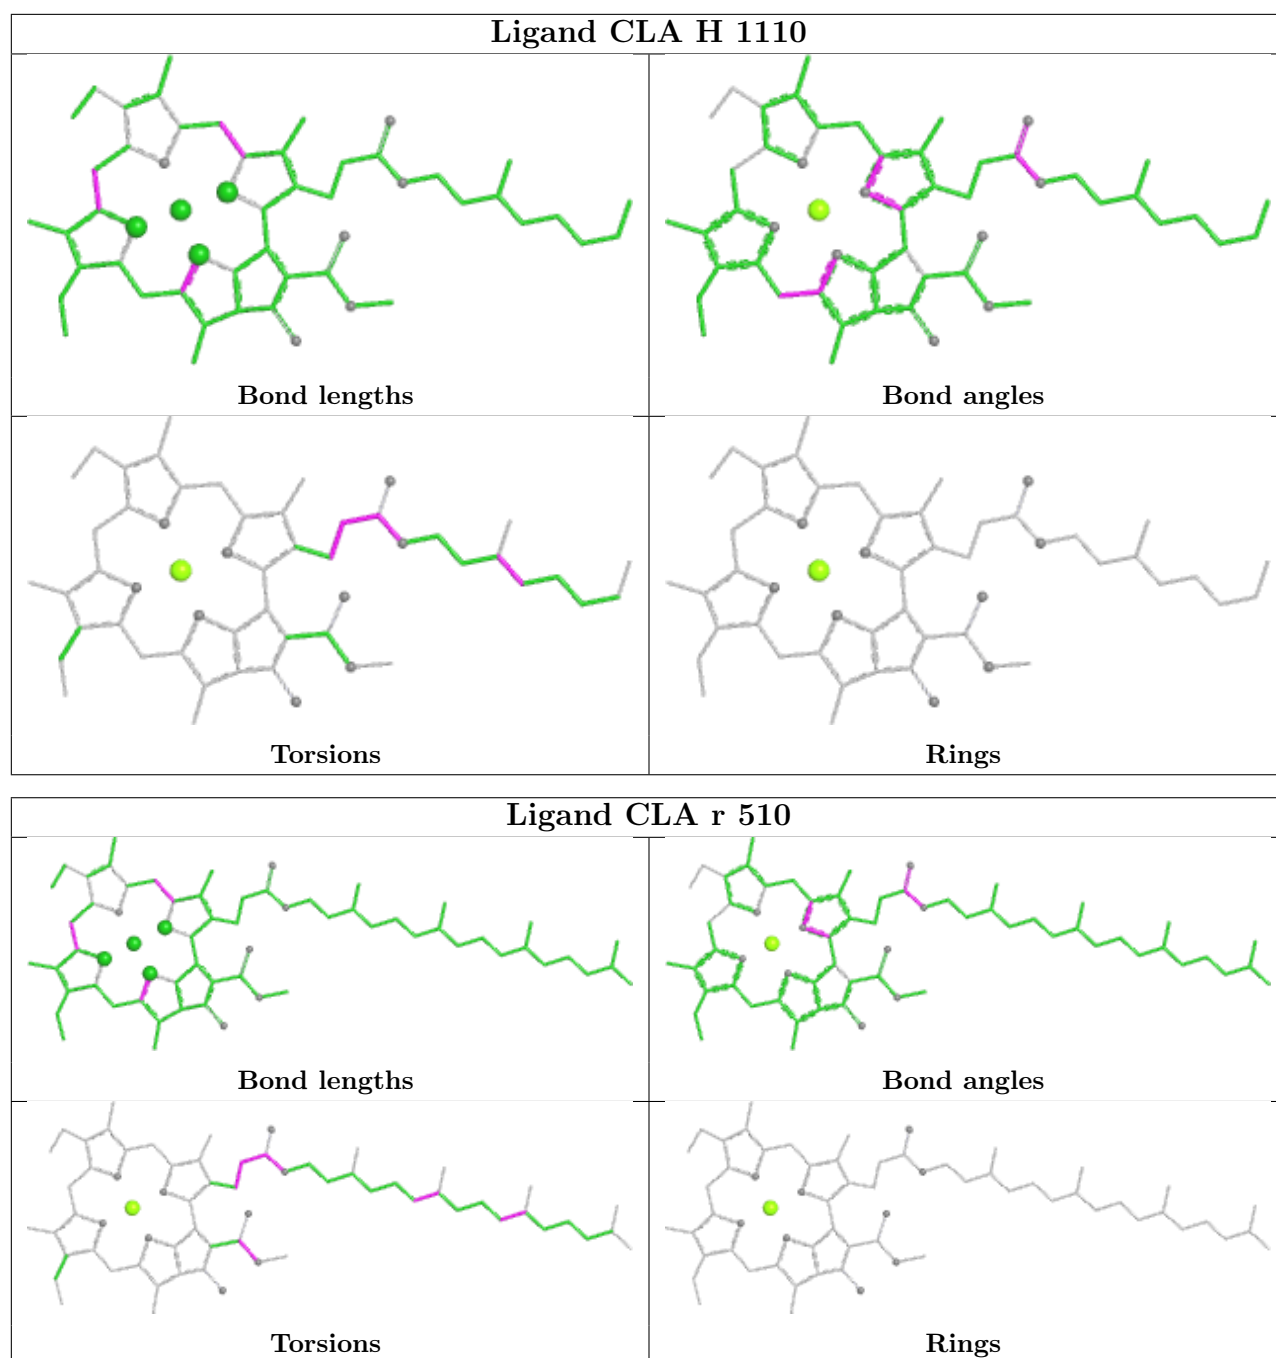 Ligand CLA H 1110
Bond lengths
Bond angles
Torsions
Rings
Ligand CLA r 510
Bond lengths
Bond angles
Torsions
Rings